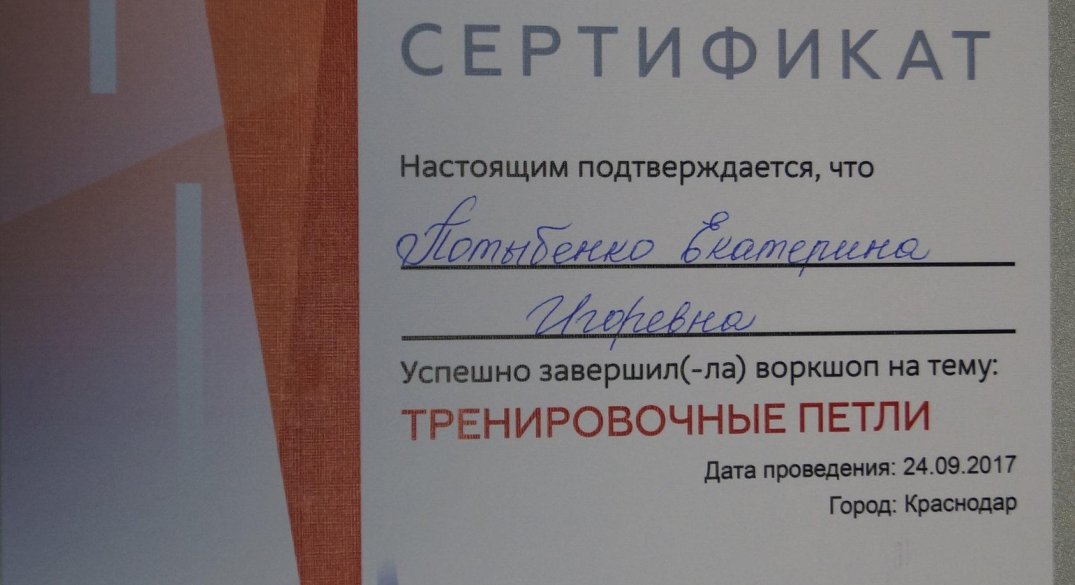 СЕРТИФИКАТ
Настоящим подтверждается, что
Потыбенко Екатерина
Игоревна
Успешно завершил(-ла) воркшоп на тему:
ТРЕНИРОВОЧНЫЕ ПЕТЛИ
Дата проведения: 24.09.2017
Город: Краснодар